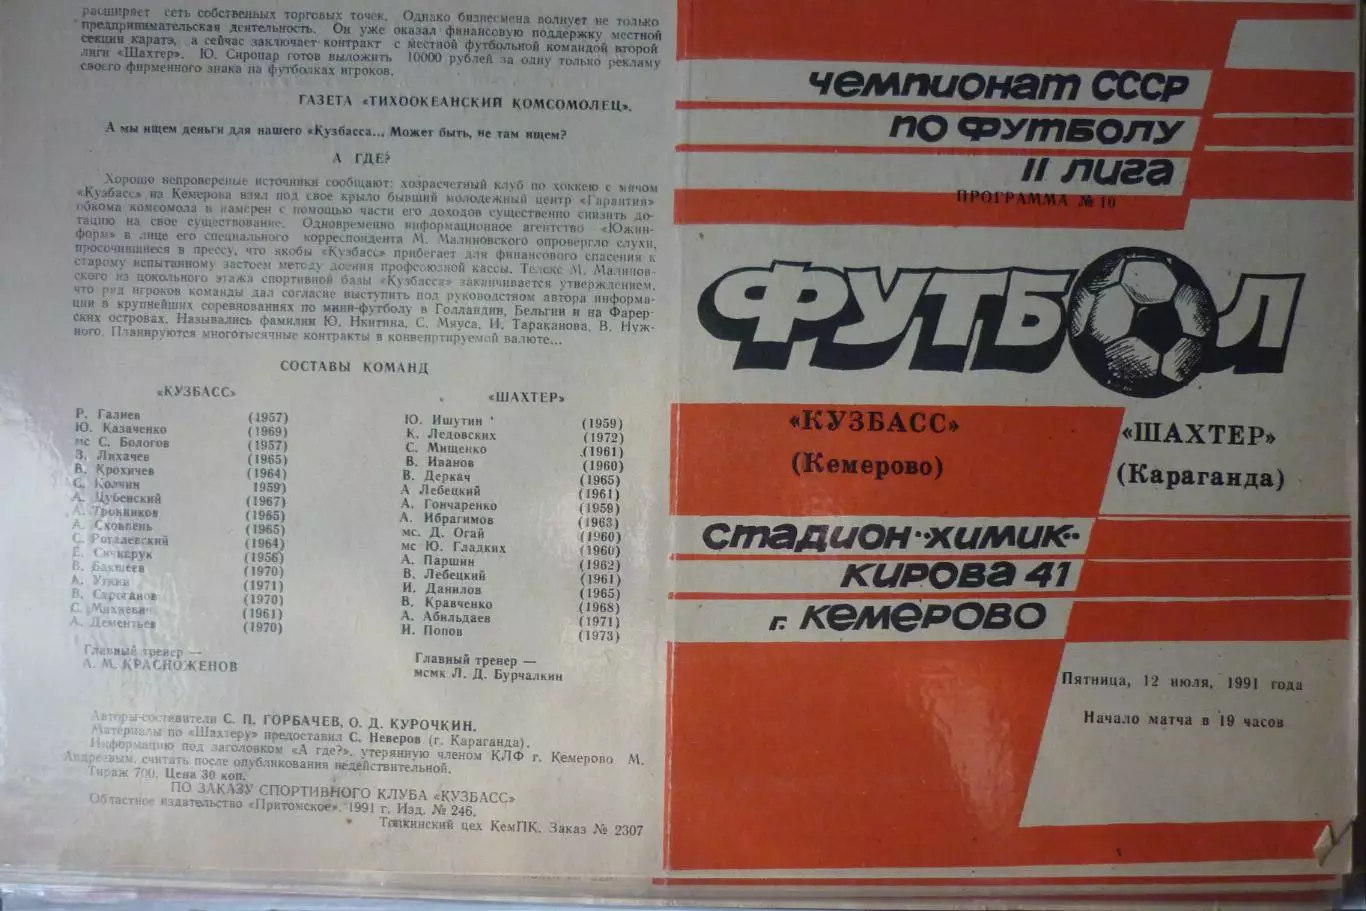 расширяет сеть собственных торговых точек. Однако бизнесмена волнует не только
предпринимательская деятельность. Он уже оказал финансовую поддержку местной
секции каратэ, а сейчас заключает контракт с местной футбольной командой второй
лиги «Шахтер». Ю. Сиропар готов выложить 10000 рублей за одну только рекламу
своего фирменного знака на футболках игроков.
ГАЗЕТА «ТИХООКЕАНСКИЙ КОМСОМОЛЕЦ».
А мы ищем деньги для нашего «Кузбасса... Может быть, не там ищем?
А ГДЕ?
Хорошо непровереные источники сообщают: хозрасчетный клуб по хоккею с мячом
«Кузбасс» из Кемерова взял под свое крыло бывший молодежный центр «Гарантия»
обкома комсомола и намерен с помощью части его доходов существенно снизить до-
тацию на свое существование. Одновременно информационное агентство «Южин-
форм» в лице его специального корреспондента М. Малиновского опровергло слухи,
просочившиеся в прессу, что якобы «Кузбасс» прибегает для финансового спасения к
старому испытанному застоем методу доения профсоюзной кассы. Телекс М. Малинов-
ского из цокольного этажа спортивной базы «Кузбасса» заканчивается утверждением,
что ряд игроков команды дал согласие выступить под руководством автора информа-
ции в крупнейших соревнованиях по мини-футболу в Голландии, Бельгии и на Фарер-
ских островах. Назывались фамилии Ю. Нкитина, С. Мяуса, И. Тараканова, В. Нуж-
ного. Планируются многотысячные контракты в конвенртируемой валюте...
СОСТАВЫ КОМАНД
«КУЗБАСС»
Р. Галиев (1957)
Ю. Казаченко (1969)
мс С. Бологов (1957)
З. Лихачев (1965)
В. Крохичев (1964)
С. Колчин 1959)
А. Цубенский (1967)
А. Тронников (1965)
А. Сковпень (1965)
С. Рогалевский (1964)
Е. Сичкарук (1956)
В. Бакшеев (1970)
А. Уткин (1971)
В. Строганов (1970)
С. Михневич (1961)
А. Дементьев (1970)
Главный тренер —
А. М. КРАСНОЖЕНОВ
«ШАХТЕР»
Ю. Ишутин (1959)
К. Ледовских (1972)
С. Мищенко (1961)
В. Иванов (1960)
В. Деркач (1965)
А Лебецкий (1961)
А. Гончаренко (1959)
А. Ибрагимов (1963)
мс. Д. Огай (1960)
мс Ю. Гладких (1960)
А. Паршин (1962)
В. Лебецкий (1961)
И. Данилов (1965)
В. Кравченко (1968)
А. Абильдаев (1971)
И. Попов (1973)
Главный тренер —
мсмк Л. Д. Бурчалкин
Авторы-составители С. П. ГОРБАЧЕВ, О. Д. КУРОЧКИН.
Материалы по «Шахтеру» предоставил С. Неверов (г. Караганда).
Информацию под заголовком «А где?», утерянную членом КЛФ г. Кемерово М.
Андреевым, считать после опубликования недействительной.
Тираж 700. Цена 30 коп.
ПО ЗАКАЗУ СПОРТИВНОГО КЛУБА «КУЗБАСС»
Областное издательство «Притомское», 1991 г. Изд. № 246.
Топкинский цех КемПК. Заказ № 2307
чемпионат СССР
по футболу
II лига
ПРОГРАММА № 10
ФУТБОЛ
«КУЗБАСС»
(Кемерово)
«ШАХТЕР»
(Караганда)
стадион "химик"
кирова 41
г. Кемерово
Пятница, 12 июля, 1991 года
Начало матча в 19 часов